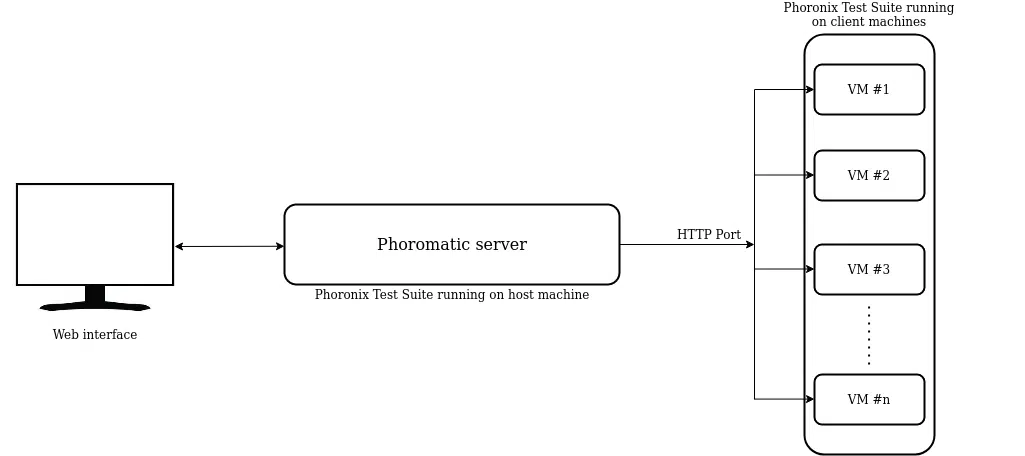 Phoronix Test Suite running
on client machines
VM #1
VM #2
HTTP Port
Phoromatic server
VM #3
Phoronix Test Suite running on host machine
Web interface
VM #n